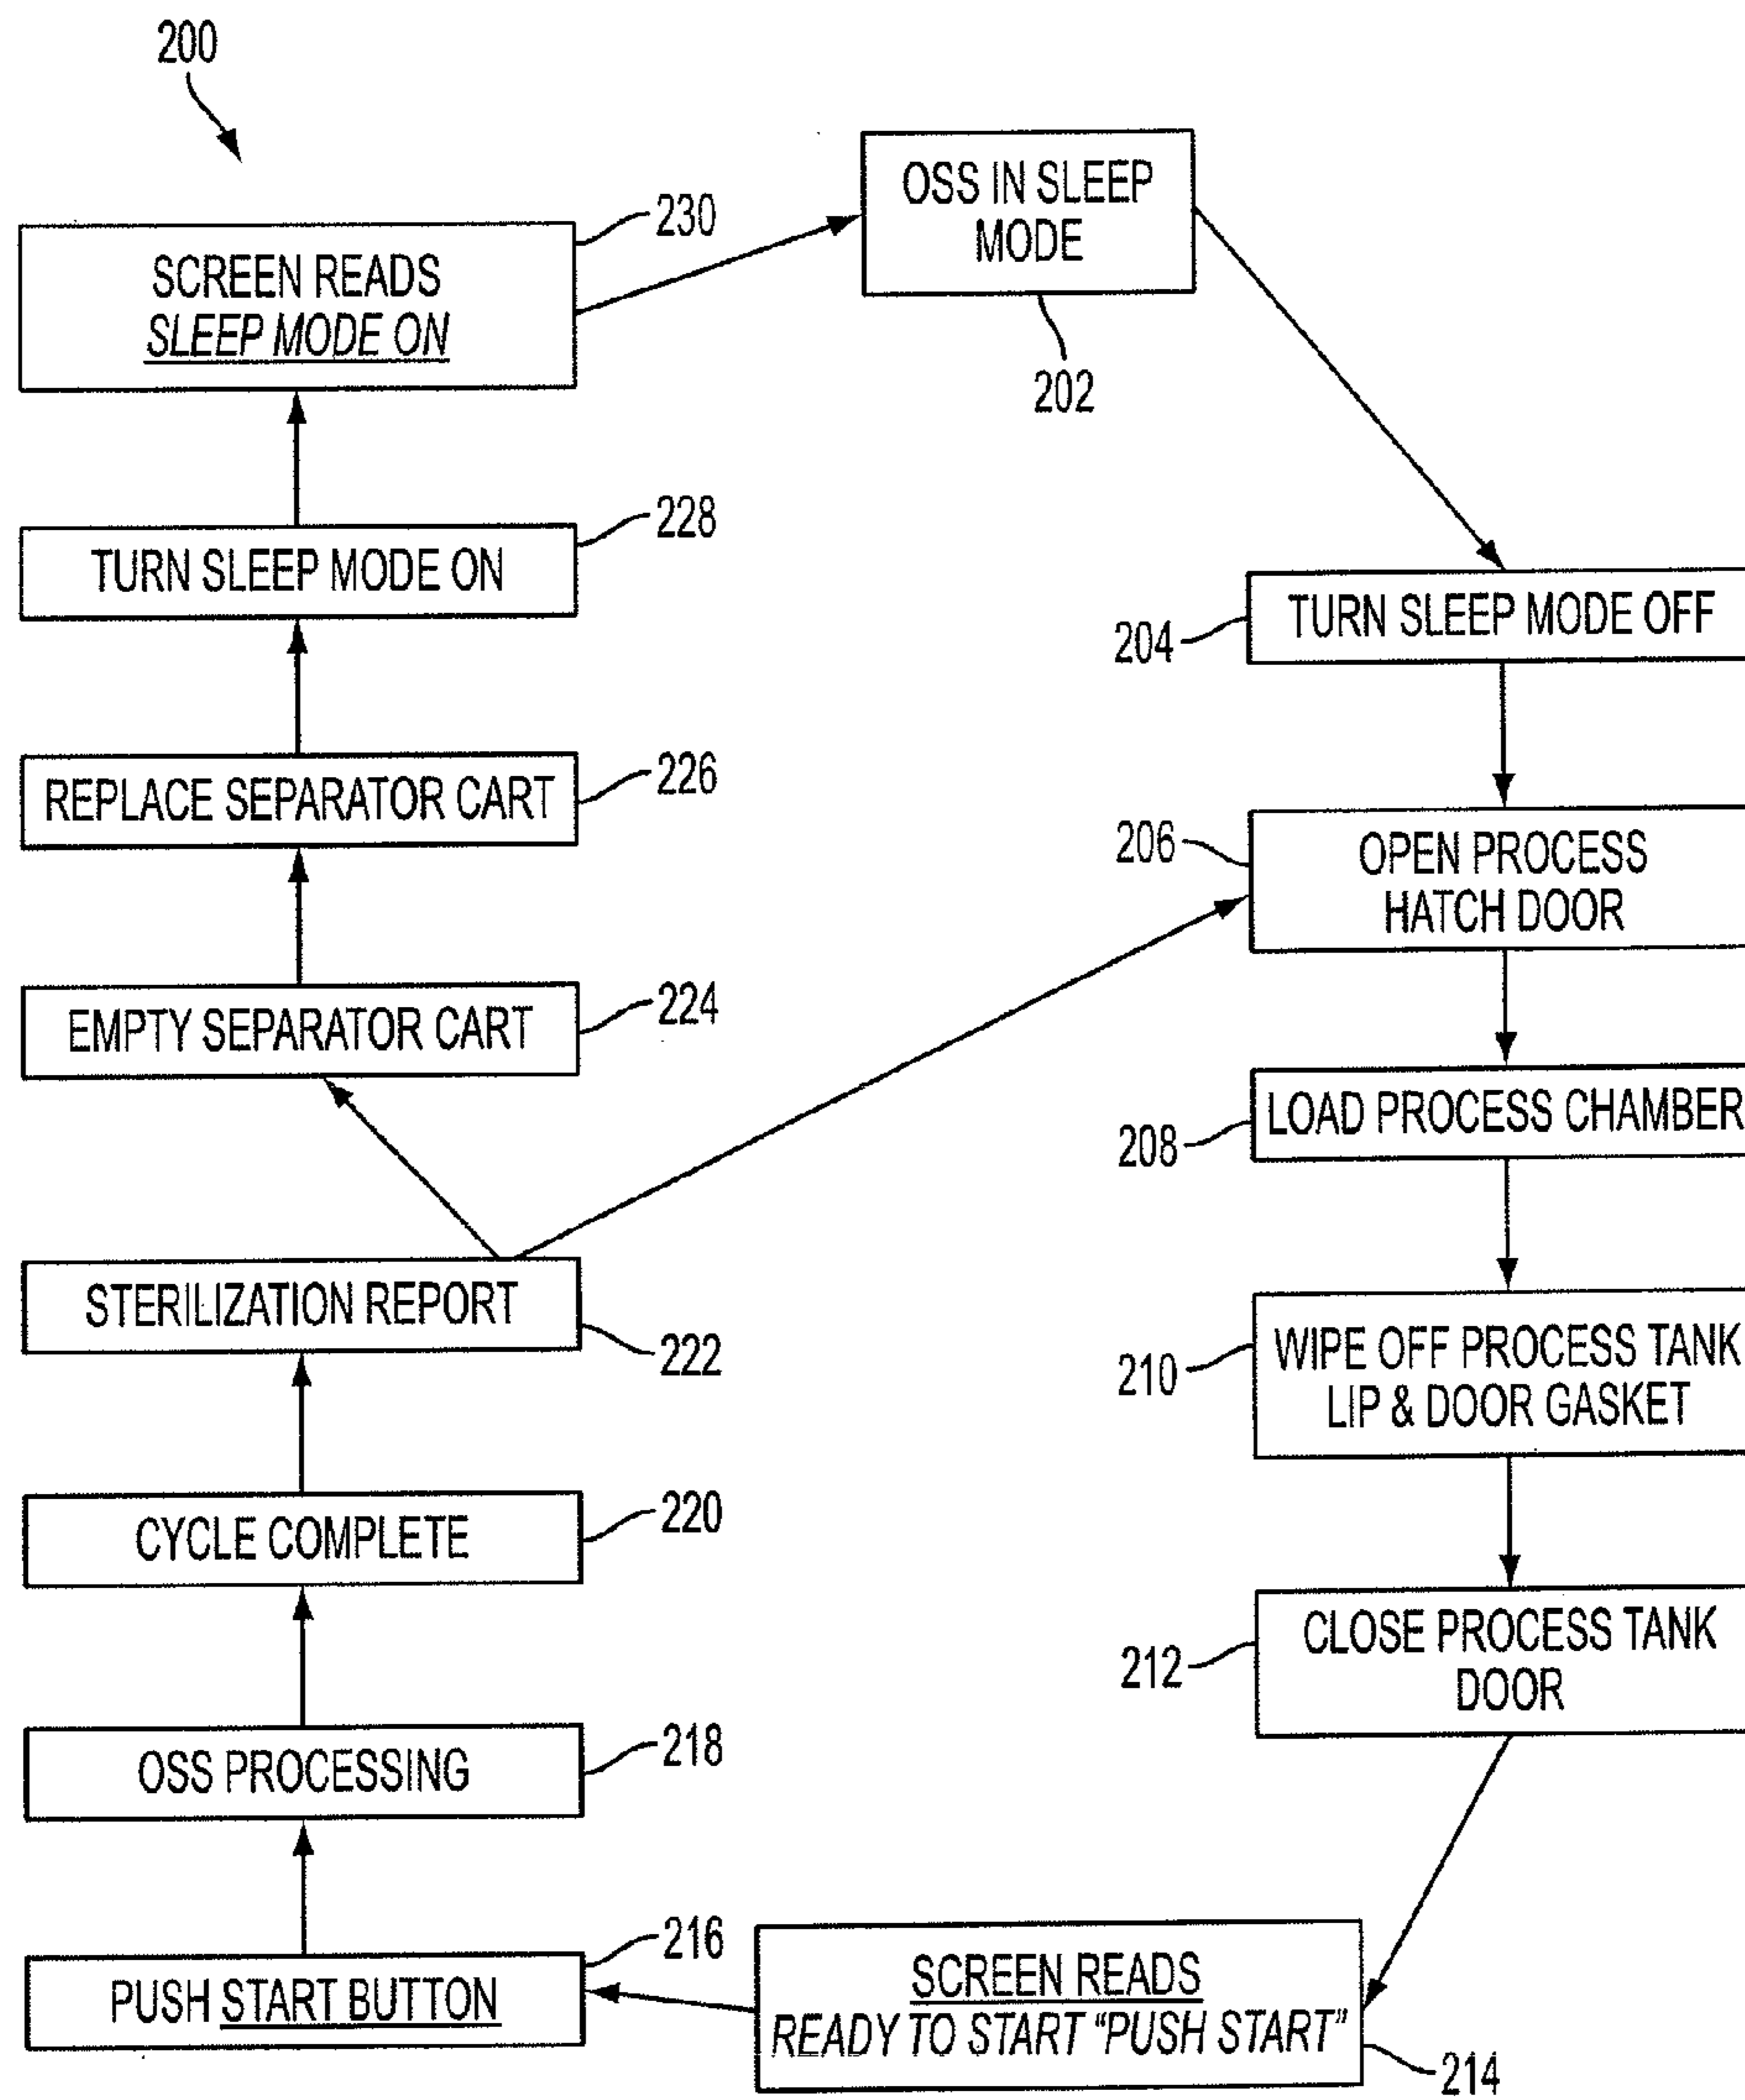 200
230
SCREEN READS
SLEEP MODE ON
OSS IN SLEEP
MODE
202
228
TURN SLEEP MODE ON
204
TURN SLEEP MODE OFF
226
REPLACE SEPARATOR CART
206
OPEN PROCESS
HATCH DOOR
224
EMPTY SEPARATOR CART
208
LOAD PROCESS CHAMBER
STERILIZATION REPORT
222
210
WIPE OFF PROCESS TANK
LIP & DOOR GASKET
220
CYCLE COMPLETE
212
CLOSE PROCESS TANK
DOOR
218
OSS PROCESSING
216
PUSH START BUTTON
SCREEN READS
READY TO START "PUSH START"
214